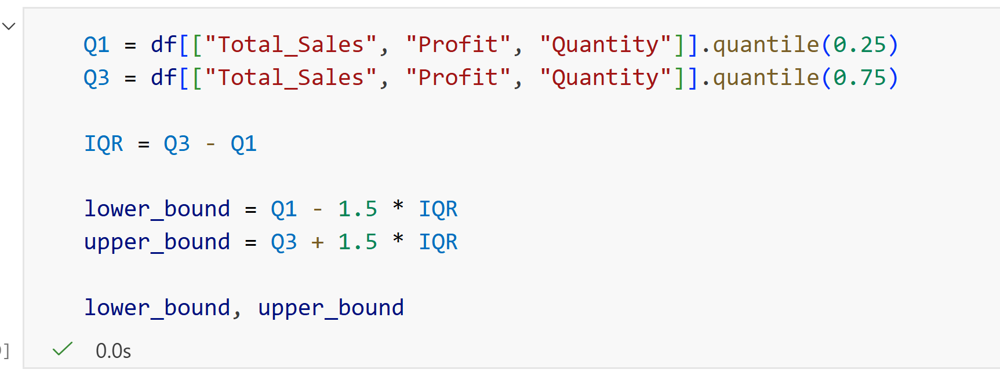 Q1 = df[["Total_Sales", "Profit", "Quantity"]].quantile(0.25)
Q3 = df[["Total_Sales", "Profit", "Quantity"]].quantile(0.75)
IQR = Q3 - Q1
lower_bound = Q1 - 1.5 * IQR
upper_bound = Q3 + 1.5 * IQR
lower_bound, upper_bound
]
0.0s